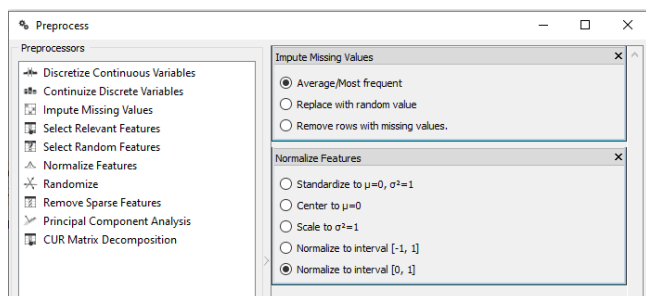 Preprocess
Preprocessors
Discretize Continuous Variables
Continuize Discrete Variables
Impute Missing Values
Select Relevant Features
Select Random Features
Normalize Features
Randomize
Remove Sparse Features
Principal Component Analysis
CUR Matrix Decomposition
Impute Missing Values
Average/Most frequent
Replace with random value
Remove rows with missing values.
Normalize Features
Standardize to μ=0, σ²=1
Center to μ=0
Scale to σ²=1
Normalize to interval [-1, 1]
Normalize to interval [0, 1]